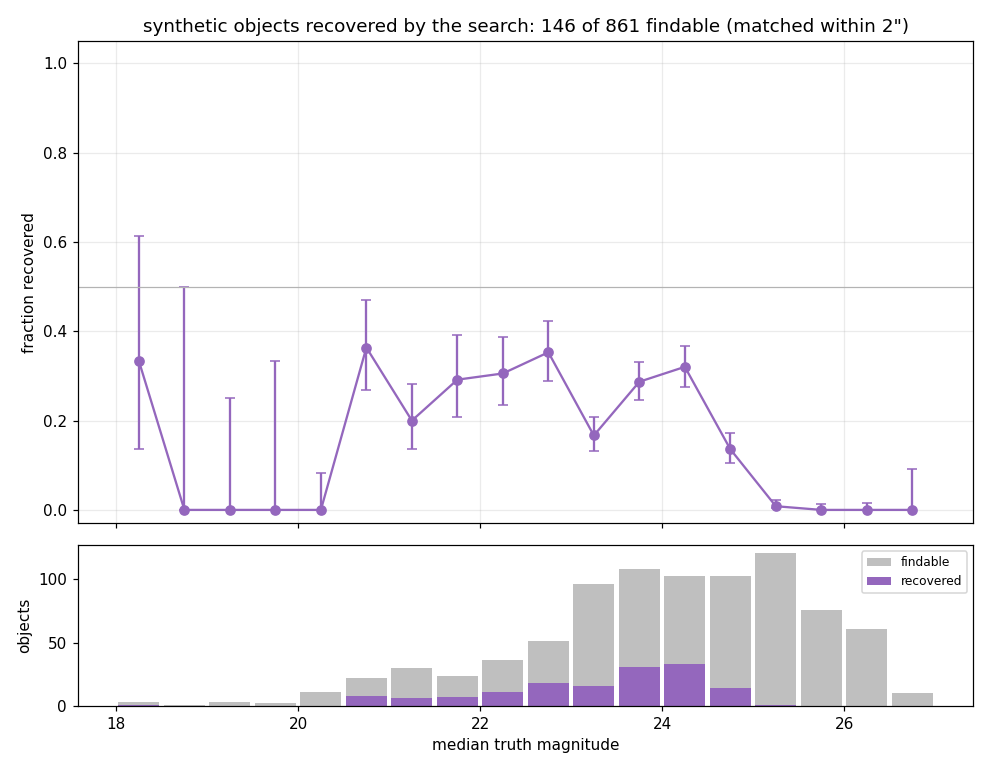 synthetic objects recovered by the search: 146 of 861 findable (matched within 2")
1.0
0.8
0.6
0.4
0.2
0.0
fraction recovered
findable
recovered
100
50
0
objects
18 20 22 24 26
median truth magnitude